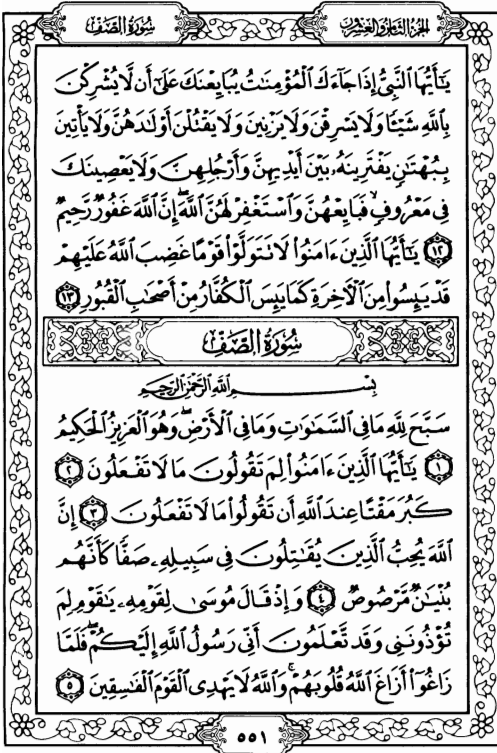 سُورَةُ الصَّفِّ
الجزء الثامن والعشرون
يَٰٓأَيُّهَا ٱلنَّبِيُّ إِذَا جَآءَكَ ٱلْمُؤْمِنَٰتُ يُبَايِعْنَكَ عَلَىٰٓ أَن لَّا يُشْرِكْنَ
بِٱللَّهِ شَيْـًٔا وَلَا يَسْرِقْنَ وَلَا يَزْنِينَ وَلَا يَقْتُلْنَ أَوْلَٰدَهُنَّ وَلَا يَأْتِينَ
بِبُهْتَٰنٍ يَفْتَرِينَهُۥ بَيْنَ أَيْدِيهِنَّ وَأَرْجُلِهِنَّ وَلَا يَعْصِينَكَ
فِى مَعْرُوفٍۙ فَبَايِعْهُنَّ وَٱسْتَغْفِرْ لَهُنَّ ٱللَّهَۖ إِنَّ ٱللَّهَ غَفُورٌ رَّحِيمٌ
١٢ يَٰٓأَيُّهَا ٱلَّذِينَ ءَامَنُوا۟ لَا تَتَوَلَّوْا۟ قَوْمًا غَضِبَ ٱللَّهُ عَلَيْهِمْ
قَدْ يَئِسُوا۟ مِنَ ٱلْءَاخِرَةِ كَمَا يَئِسَ ٱلْكُفَّارُ مِنْ أَصْحَٰبِ ٱلْقُبُورِ ١٣
سُورَةُ الصَّفِّ
بِسْمِ ٱللَّهِ ٱلرَّحْمَٰنِ ٱلرَّحِيمِ
سَبَّحَ لِلَّهِ مَا فِى ٱلسَّمَٰوَٰتِ وَمَا فِى ٱلْأَرْضِۖ وَهُوَ ٱلْعَزِيزُ ٱلْحَكِيمُ
١ يَٰٓأَيُّهَا ٱلَّذِينَ ءَامَنُوا۟ لِمَ تَقُولُونَ مَا لَا تَفْعَلُونَ ٢
كَبُرَ مَقْتًا عِندَ ٱللَّهِ أَن تَقُولُوا۟ مَا لَا تَفْعَلُونَ ٣ إِنَّ
ٱللَّهَ يُحِبُّ ٱلَّذِينَ يُقَٰتِلُونَ فِى سَبِيلِهِۦ صَفًّا كَأَنَّهُم
بُنْيَٰنٌ مَّرْصُوصٌ ٤ وَإِذْ قَالَ مُوسَىٰ لِقَوْمِهِۦ يَٰقَوْمِ لِمَ
تُؤْذُونَنِى وَقَد تَّعْلَمُونَ أَنِّى رَسُولُ ٱللَّهِ إِلَيْكُمْۖ فَلَمَّا
زَاغُوٓا۟ أَزَاغَ ٱللَّهُ قُلُوبَهُمْۚ وَٱللَّهُ لَا يَهْدِى ٱلْقَوْمَ ٱلْفَٰسِقِينَ ٥
٥٥١